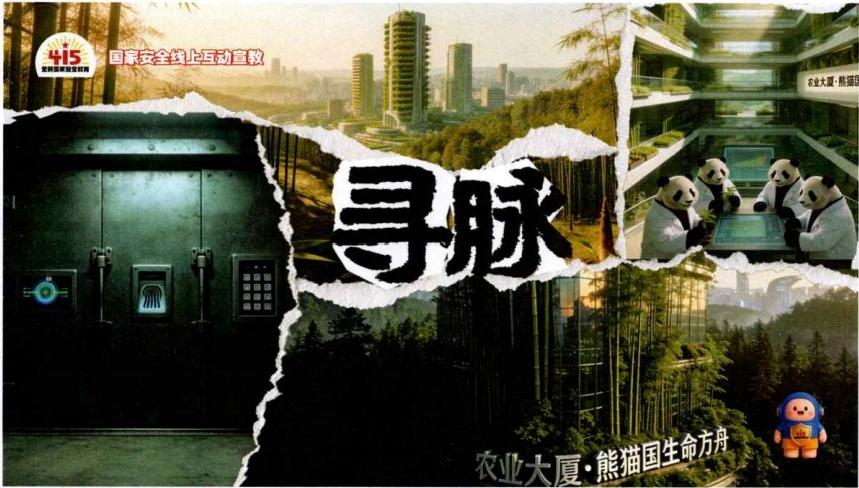 415
全民国家安全教育
国家安全线上互动宣教
农业大厦·熊猫国
寻脉
农业大厦·熊猫国生命方舟